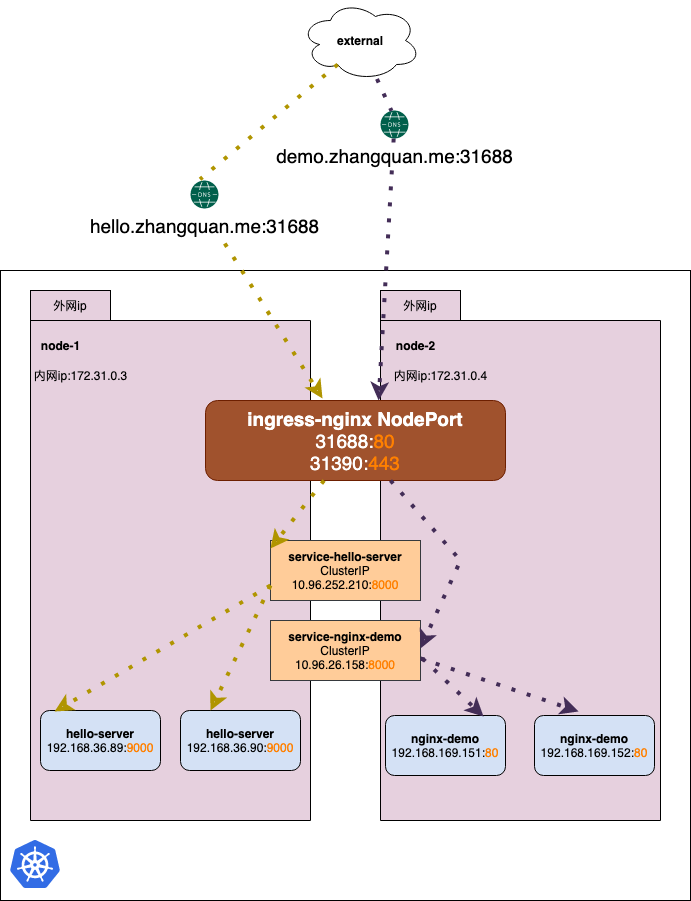 external
DNS
demo.zhangquan.me:31688
DNS
hello.zhangquan.me:31688
外网ip
外网ip
node-1
node-2
内网ip:172.31.0.3
内网ip:172.31.0.4
ingress-nginx NodePort
31688:80
31390:443
service-hello-server
ClusterIP
10.96.252.210:8000
service-nginx-demo
ClusterIP
10.96.26.158:8000
hello-server
192.168.36.89:9000
hello-server
192.168.36.90:9000
nginx-demo
192.168.169.151:80
nginx-demo
192.168.169.152:80